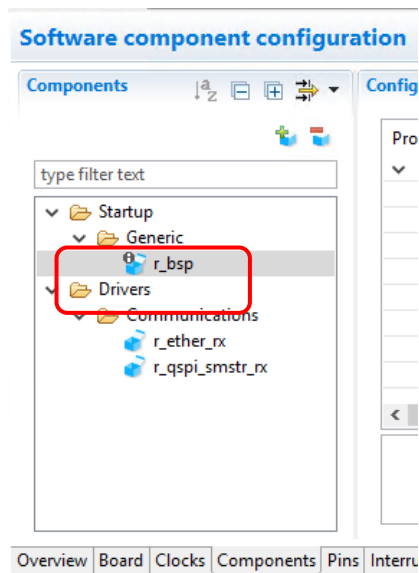 Software component configuration
Components
Config
Pro
type filter text
Startup
Generic
r_bsp
Drivers
Communications
r_ether_rx
r_qspi_smstr_rx
Overview Board Clocks Components Pins Interru